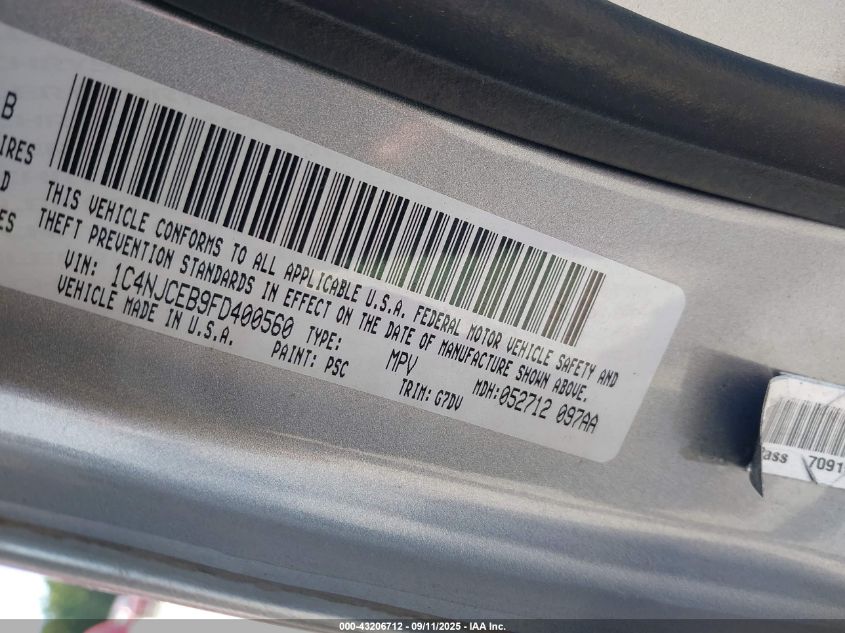 B
IRES
D
ES
THIS VEHICLE CONFORMS TO ALL APPLICABLE U.S.A. FEDERAL MOTOR VEHICLE SAFETY AND
THEFT PREVENTION STANDARDS IN EFFECT ON THE DATE OF MANUFACTURE SHOWN ABOVE.
VIN: 1C4NJCEB9FD400560 TYPE: MPV MDH:052712 097AA
VEHICLE MADE IN U.S.A. PAINT: PSC TRIM: G7DV
ass 7091
000-43206712 - 09/11/2025 - IAA Inc.